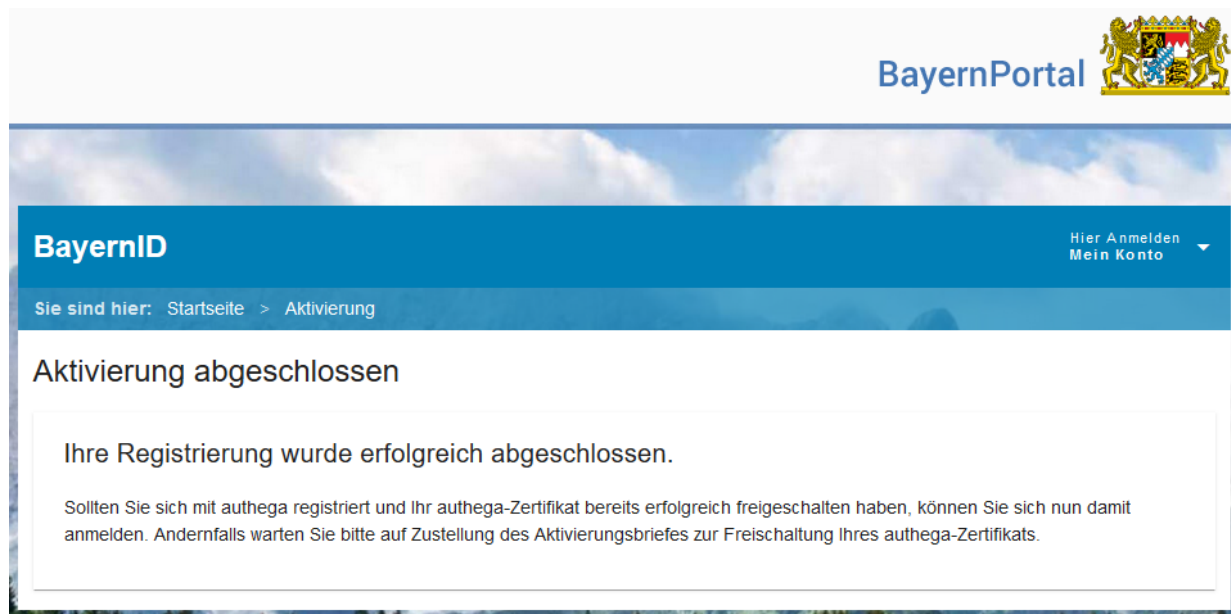 BayernPortal
BayernID
Hier Anmelden
Mein Konto
Sie sind hier: Startseite > Aktivierung
Aktivierung abgeschlossen
Ihre Registrierung wurde erfolgreich abgeschlossen.
Sollten Sie sich mit authega registriert und Ihr authega-Zertifikat bereits erfolgreich freigeschalten haben, können Sie sich nun damit
anmelden. Andernfalls warten Sie bitte auf Zustellung des Aktivierungsbriefes zur Freischaltung Ihres authega-Zertifikats.